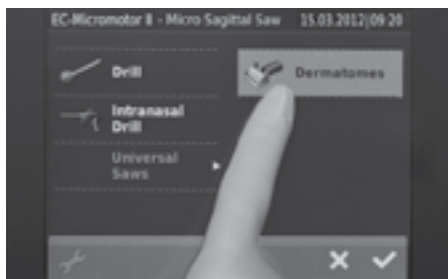 EC-Micromotor II - Micro Sagittal Saw 15.03.2012|09:20
Drill
Dermatomes
Intranasal
Drill
Universal
Saws